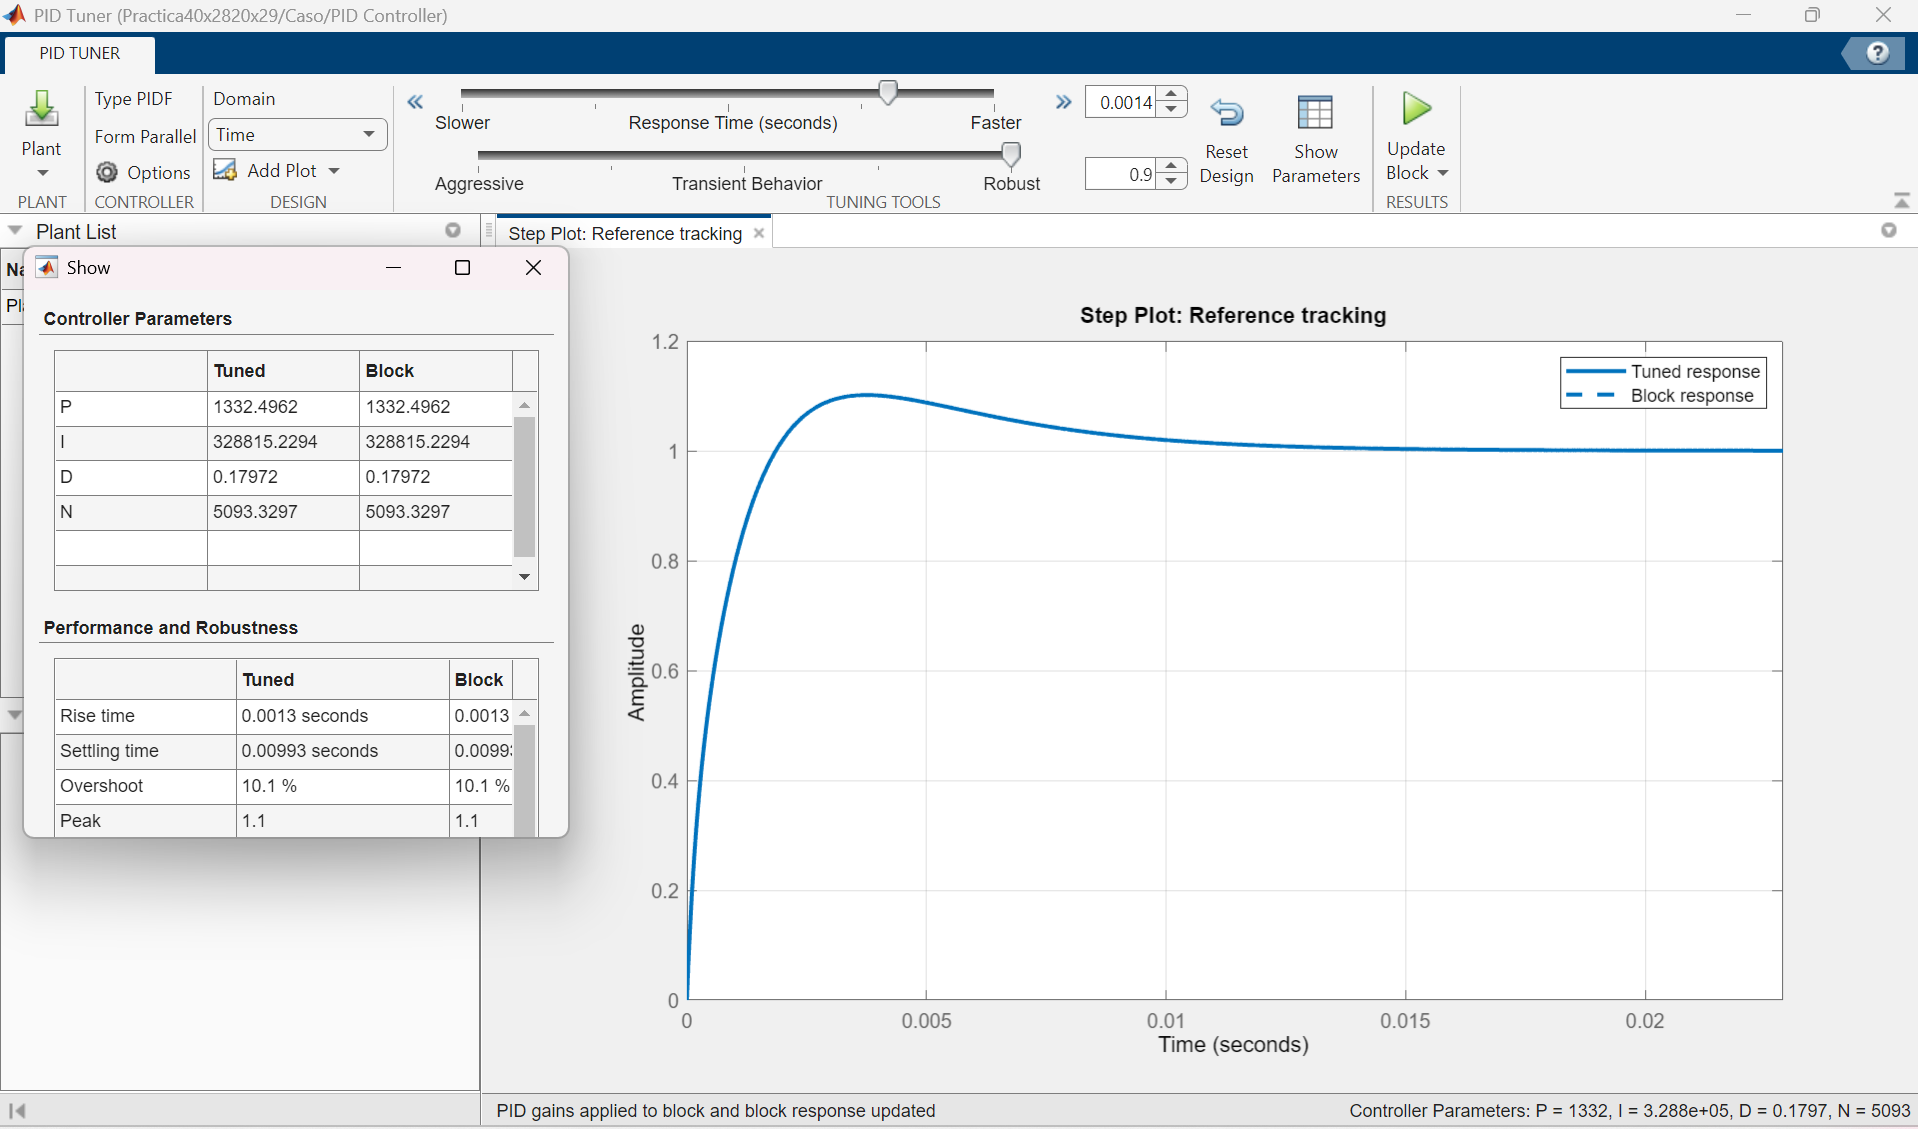 PID Tuner (Practica40x2820x29/Caso/PID Controller)
PID TUNER
?
Plant
PLANT
Type PIDF
Form Parallel
Options
CONTROLLER
Domain
Time
Add Plot
DESIGN
Slower
Response Time (seconds)
Faster
0.0014
Aggressive
Transient Behavior
Robust
0.9
TUNING TOOLS
Reset
Design
Show
Parameters
Update
Block
RESULTS
Plant List
Na
Pl
Show
Controller Parameters
Tuned Block
P 1332.4962 1332.4962
I 328815.2294 328815.2294
D 0.17972 0.17972
N 5093.3297 5093.3297
Performance and Robustness
Tuned Block
Rise time 0.0013 seconds 0.0013
Settling time 0.00993 seconds 0.0099
Overshoot 10.1 % 10.1 %
Peak 1.1 1.1
Step Plot: Reference tracking
Step Plot: Reference tracking
Tuned response
Block response
Amplitude
1.2
1
0.8
0.6
0.4
0.2
0
0 0.005 0.01 0.015 0.02
Time (seconds)
PID gains applied to block and block response updated
Controller Parameters: P = 1332, I = 3.288e+05, D = 0.1797, N = 5093